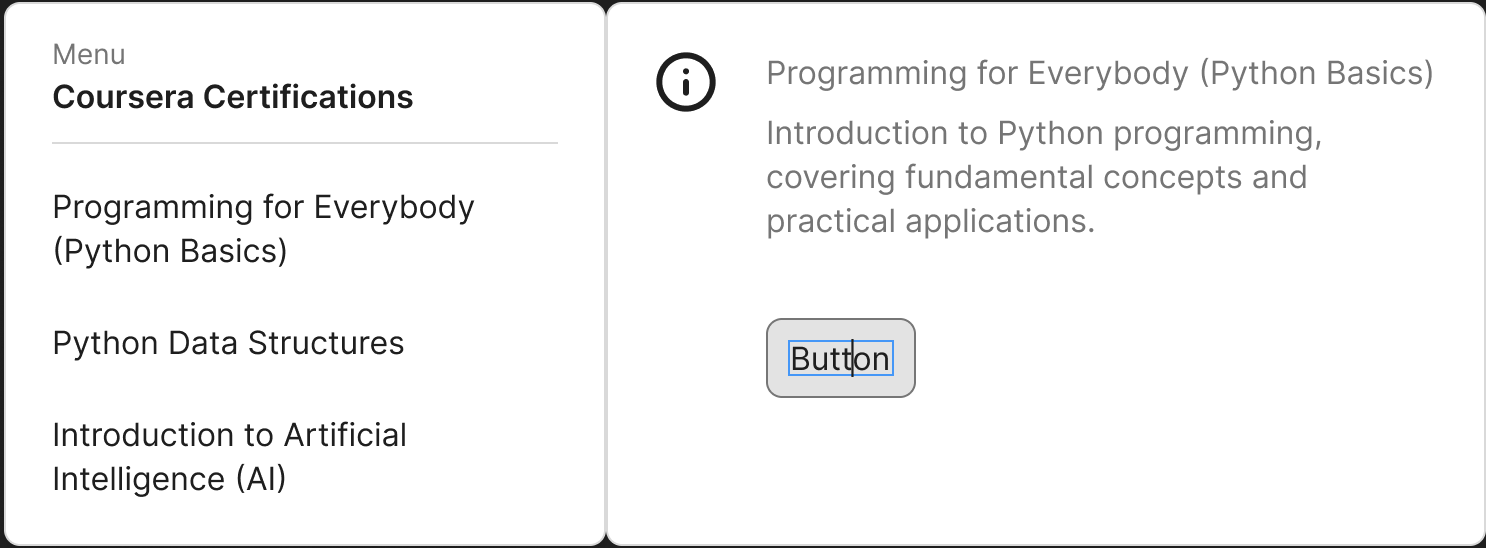 Menu
Coursera Certifications
Programming for Everybody
(Python Basics)
Python Data Structures
Introduction to Artificial
Intelligence (AI)
Programming for Everybody (Python Basics)
Introduction to Python programming,
covering fundamental concepts and
practical applications.
Button